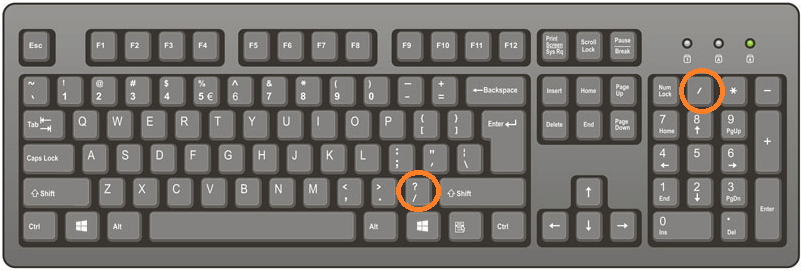 Esc F1 F2 F3 F4 F5 F6 F7 F8 F9 F10 F11 F12 Print Screen Sys Rq Scroll Lock Pause Break
1 A
~ ` ! 1 @ 2 # 3 $ 4 % 5 € ^ 6 & 7 * 8 ( 9 ) 0 _ - + = ←Backspace Insert Home Page Up Num Lock / * -
Tab Q W E R T Y U I O P { [ } ] Enter Delete End Page Down 7 Home 8 ↑ 9 PgUp +
Caps Lock A S D F G H J K L : ; " ' | \ 4 ← 5 6 →
⇧Shift Z X C V B N M < , > . ? / ⇧Shift ↑ 1 End 2 ↓ 3 PgDn Enter
Ctrl Alt Alt Ctrl ← ↓ → 0 Ins . Del